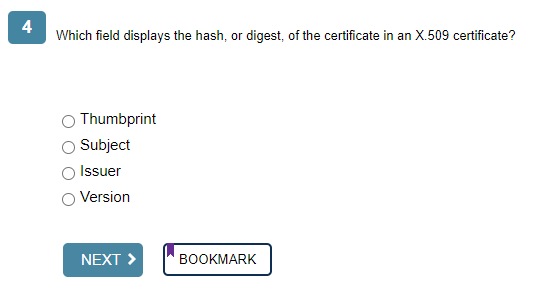 4
Which field displays the hash, or digest, of the certificate in an X.509 certificate?
Thumbprint
Subject
Issuer
Version
NEXT
BOOKMARK